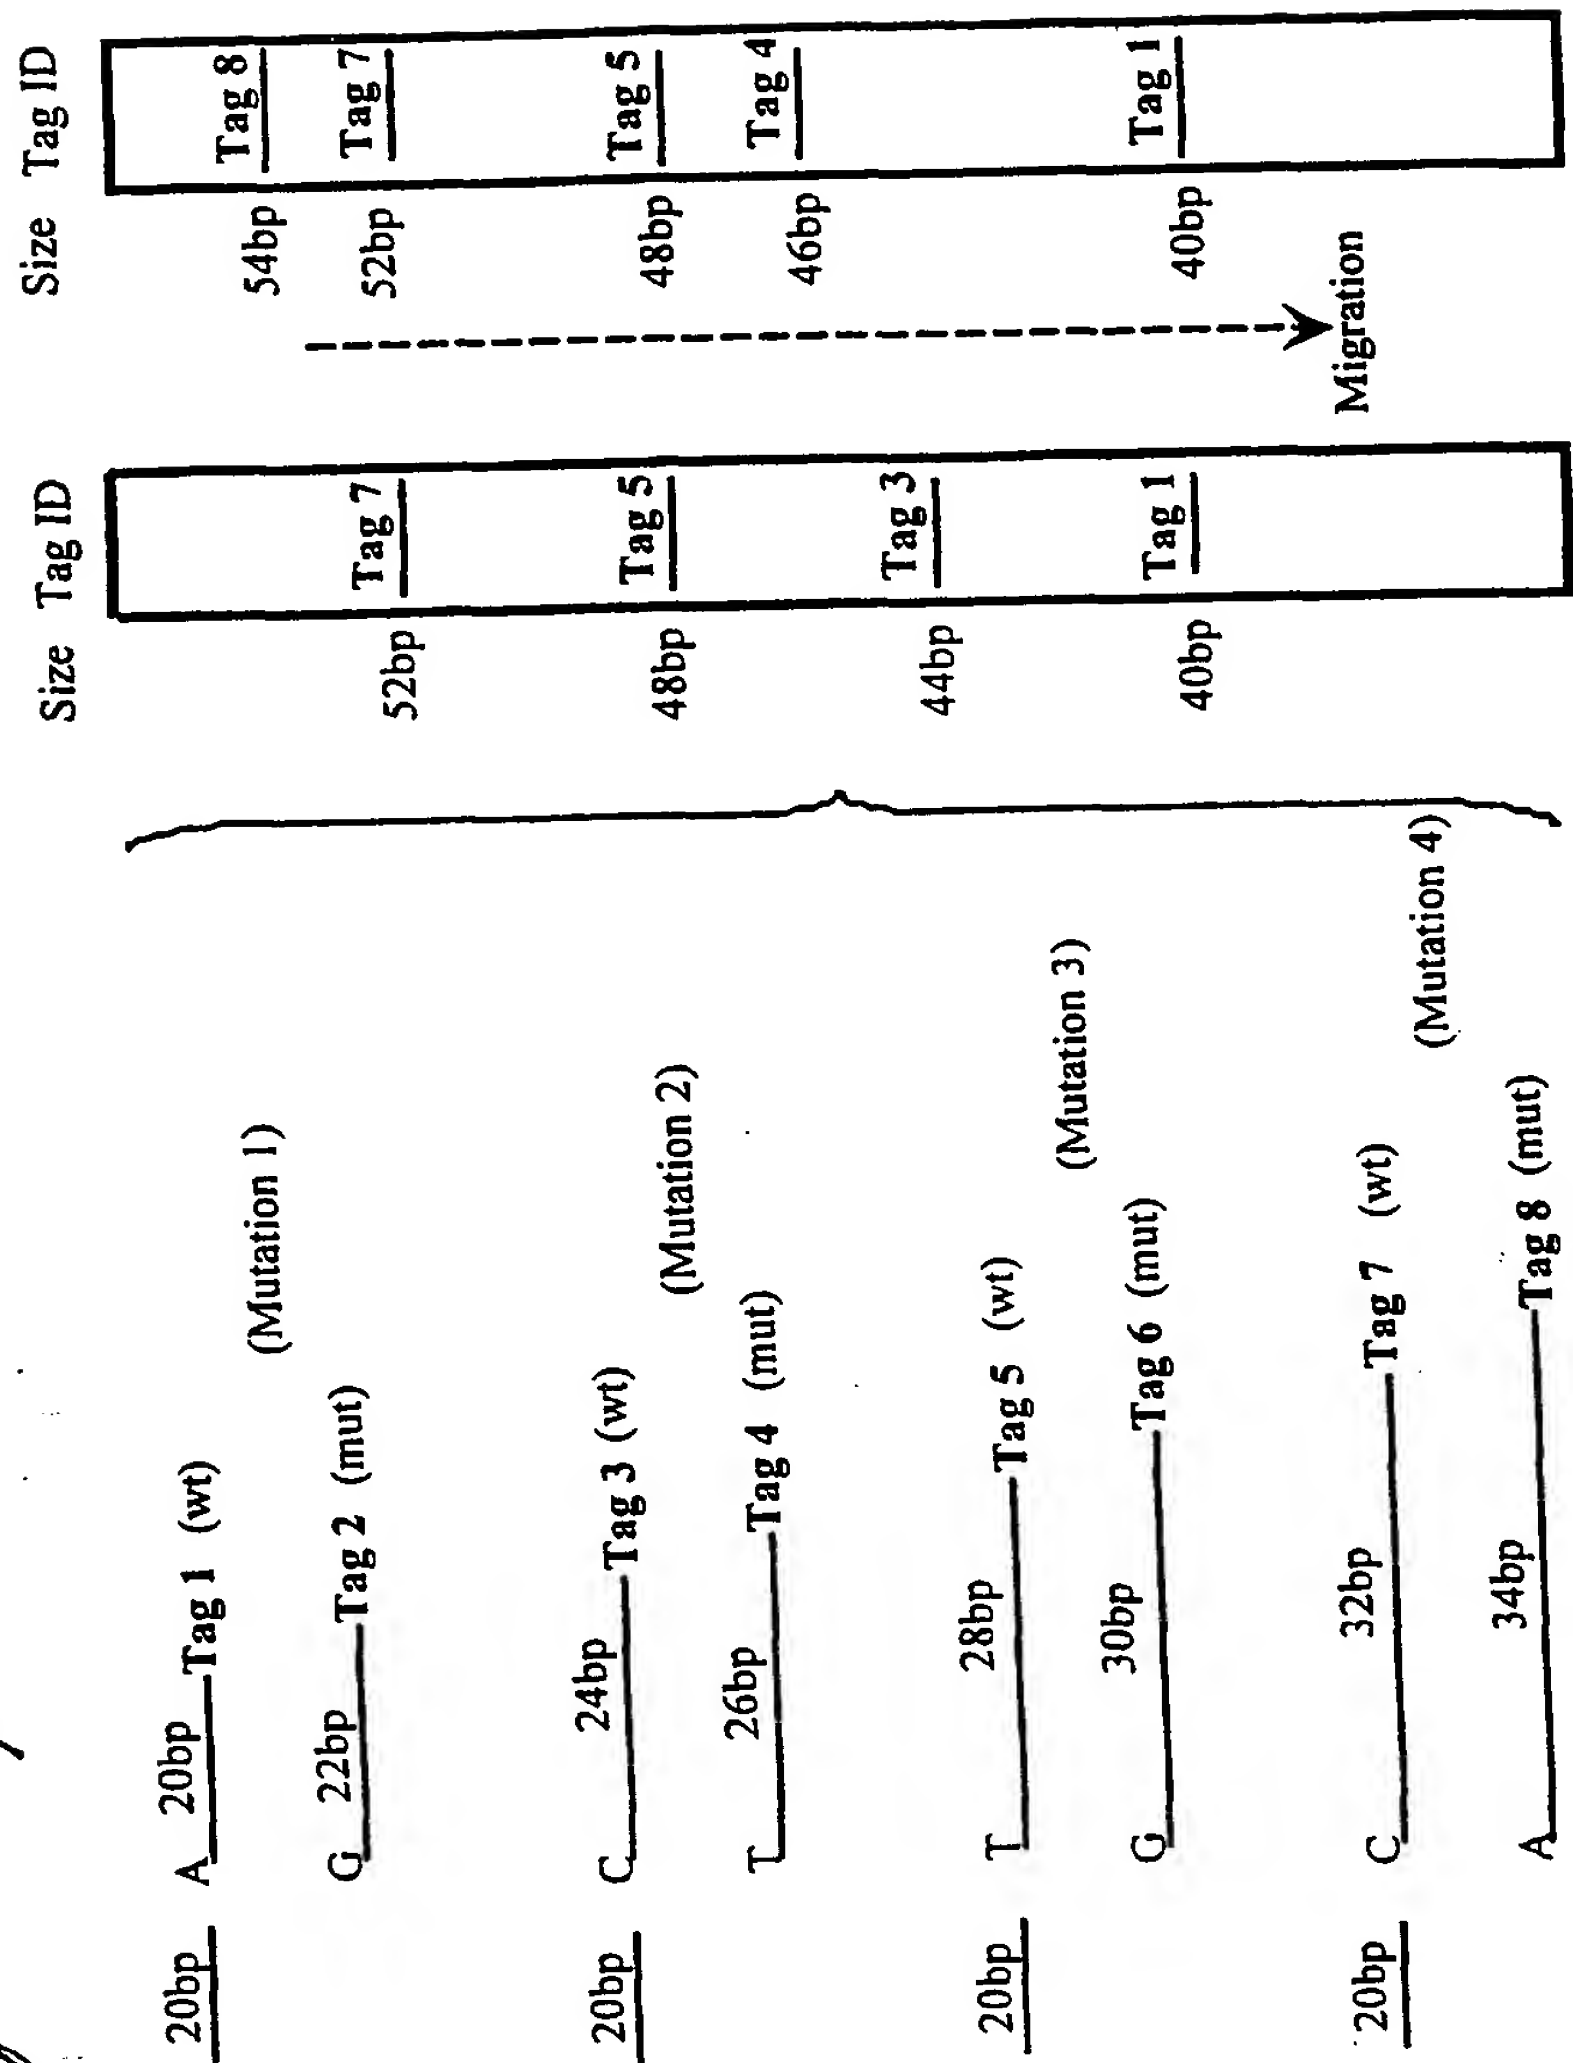 20bp A 20bp Tag 1 (wt)
(Mutation 1)
G 22bp Tag 2 (mut)
20bp C 24bp Tag 3 (wt)
(Mutation 2)
T 26bp Tag 4 (mut)
20bp T 28bp Tag 5 (wt)
(Mutation 3)
G 30bp Tag 6 (mut)
20bp C 32bp Tag 7 (wt)
(Mutation 4)
A 34bp Tag 8 (mut)
Size Tag ID
52bp Tag 7
48bp Tag 5
44bp Tag 3
40bp Tag 1
Migration
Size Tag ID
54bp Tag 8
52bp Tag 7
48bp Tag 5
46bp Tag 4
40bp Tag 1